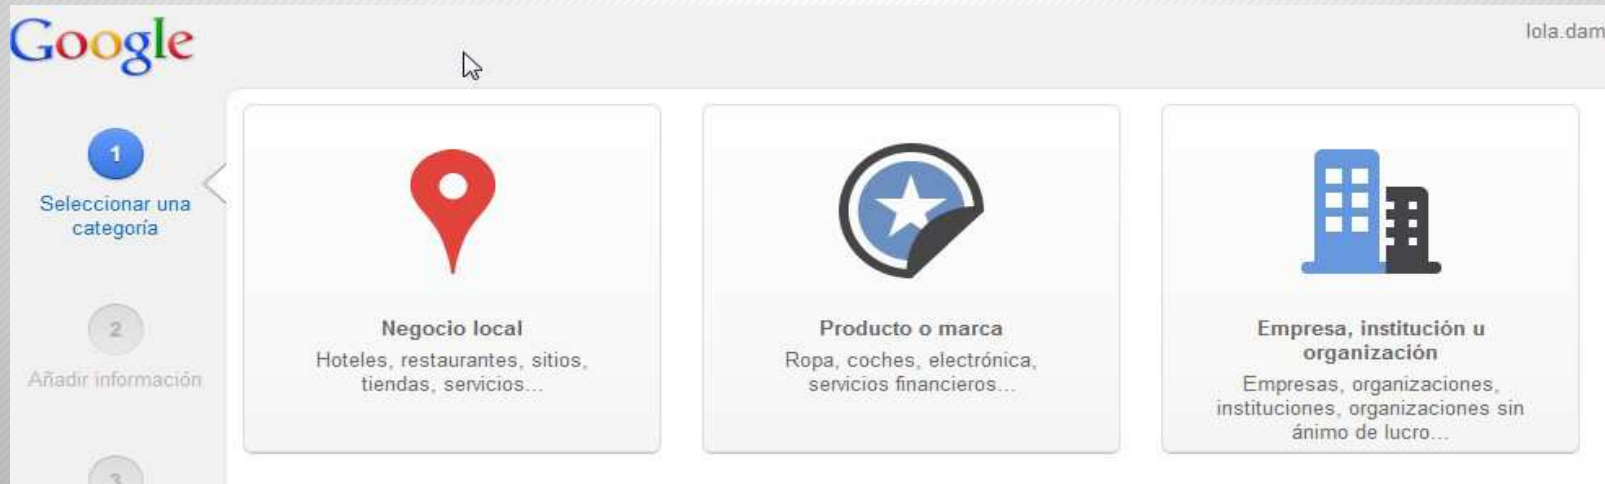 Google
lola.dam
1
Seleccionar una
categoría
2
Añadir información
3
Negocio local
Hoteles, restaurantes, sitios,
tiendas, servicios...
Producto o marca
Ropa, coches, electrónica,
servicios financieros...
Empresa, institución u
organización
Empresas, organizaciones,
instituciones, organizaciones sin
ánimo de lucro...